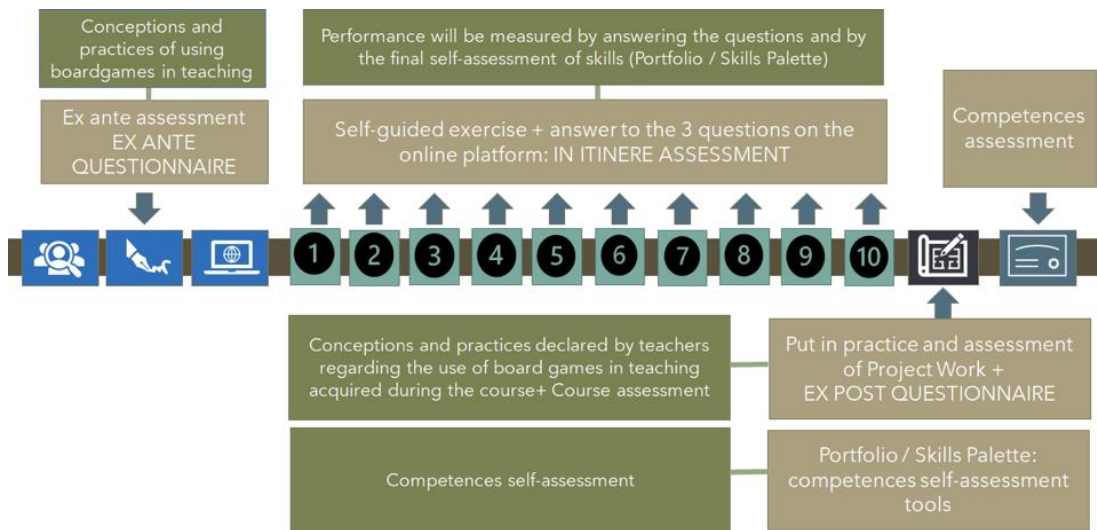 Conceptions and
practices of using
boardgames in teaching
Ex ante assessment
EX ANTE
QUESTIONNAIRE
Performance will be measured by answering the questions and by
the final self-assessment of skills (Portfolio / Skills Palette)
Self-guided exercise + answer to the 3 questions on the
online platform: IN ITINERE ASSESSMENT
Competences
assessment
1
2
3
4
5
6
7
8
9
10
Conceptions and practices declared by teachers
regarding the use of board games in teaching
acquired during the course+ Course assessment
Put in practice and assessment
of Project Work +
EX POST QUESTIONNAIRE
Competences self-assessment
Portfolio / Skills Palette:
competences self-assessment
tools